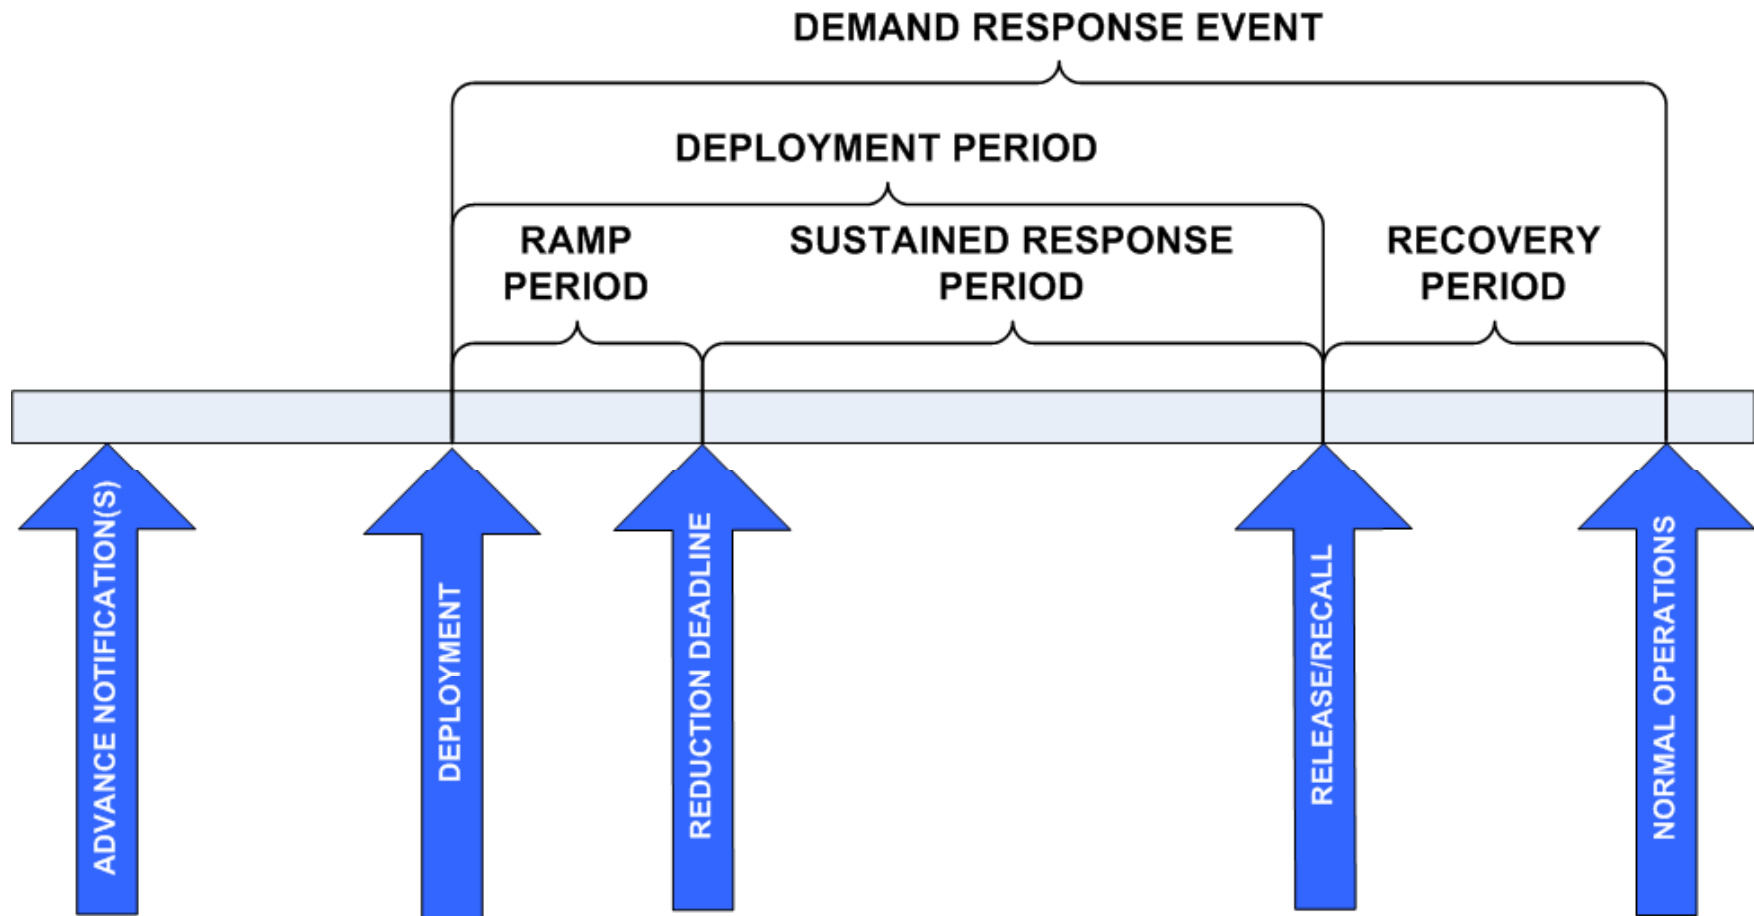 DEMAND RESPONSE EVENT
DEPLOYMENT PERIOD
RAMP
PERIOD
SUSTAINED RESPONSE
PERIOD
RECOVERY
PERIOD
ADVANCE NOTIFICATION(S)
DEPLOYMENT
REDUCTION DEADLINE
RELEASE/RECALL
NORMAL OPERATIONS